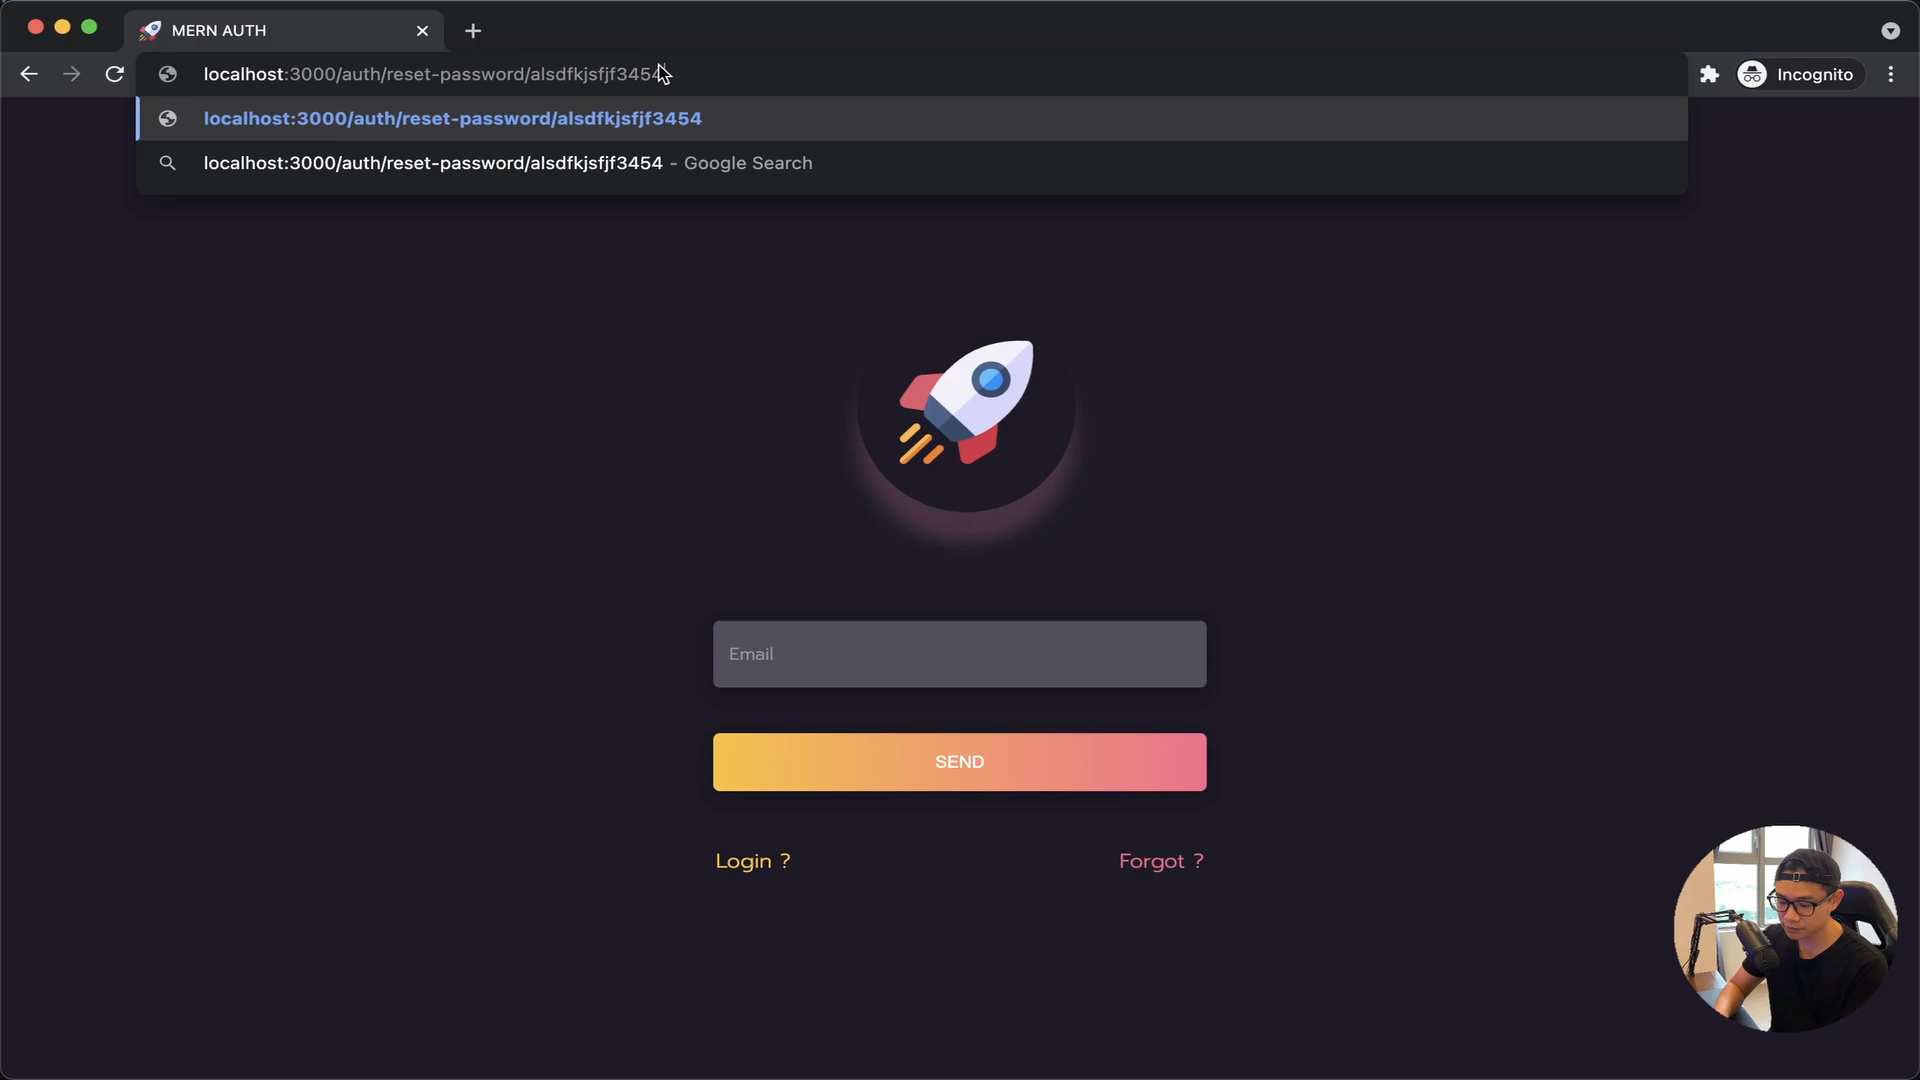 MERN AUTH
localhost:3000/auth/reset-password/alsdfkjsfjf3454
Incognito
localhost:3000/auth/reset-password/alsdfkjsfjf3454
localhost:3000/auth/reset-password/alsdfkjsfjf3454 - Google Search
Email
SEND
Login ?
Forgot ?